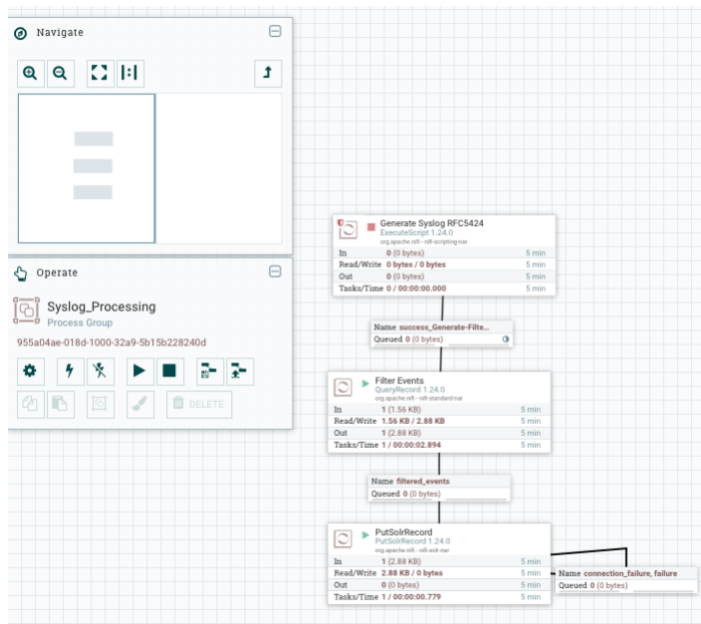 Navigate
Operate
Syslog_Processing
Process Group
955a04ae-018d-1000-32a9-5b15b228240d
DELETE
Generate Syslog RFC5424
ExecuteScript 1.24.0
org.apache.nifi - nifi-scripting-nar
In 0 (0 bytes) 5 min
Read/Write 0 bytes / 0 bytes 5 min
Out 0 (0 bytes) 5 min
Tasks/Time 0 / 00:00:00.000 5 min
Name success_Generate-Filte...
Queued 0 (0 bytes)
Filter Events
QueryRecord 1.24.0
org.apache.nifi - nifi-standard-nar
In 1 (1.56 KB) 5 min
Read/Write 1.56 KB / 2.88 KB 5 min
Out 1 (2.88 KB) 5 min
Tasks/Time 1 / 00:00:02.894 5 min
Name filtered_events
Queued 0 (0 bytes)
PutSolrRecord
PutSolrRecord 1.24.0
org.apache.nifi - nifi-solr-nar
In 1 (2.88 KB) 5 min
Read/Write 2.88 KB / 0 bytes 5 min
Out 0 (0 bytes) 5 min
Tasks/Time 1 / 00:00:00.779 5 min
Name connection_failure, failure
Queued 0 (0 bytes)